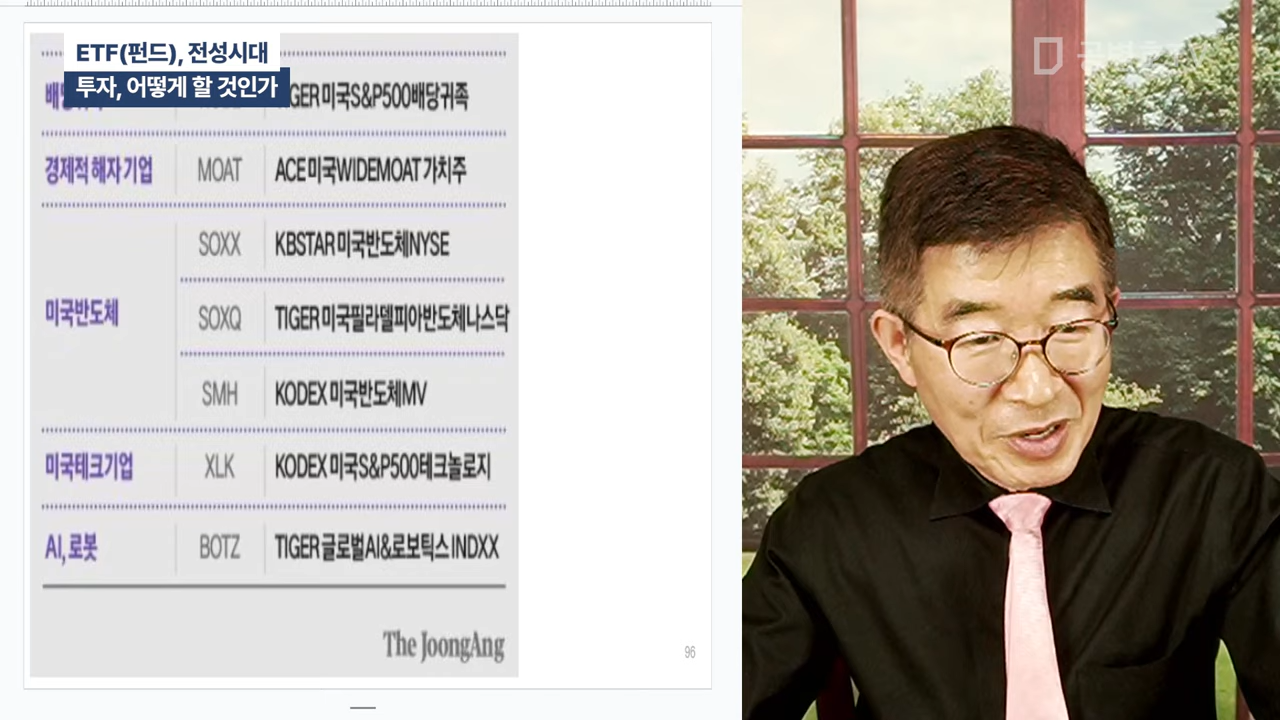 ETF(펀드), 전성시대
투자, 어떻게 할 것인가
TIGER 미국S&P500배당귀족
경제적 해자 기업 MOAT ACE 미국WIDEMOAT 가치주
SOXX KBSTAR 미국반도체NYSE
미국반도체 SOXQ TIGER 미국필라델피아반도체나스닥
SMH KODEX 미국반도체MV
미국테크기업 XLK KODEX 미국S&P500테크놀로지
AI, 로봇 BOTZ TIGER 글로벌AI&로보틱스 INDXX
The JoongAng
96